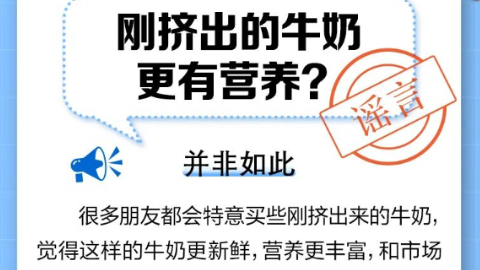 刚挤出的牛奶
更有营养?
谣言
并非如此
很多朋友都会特意买些刚挤出来的牛奶,
觉得这样的牛奶更新鲜,营养更丰富,和市场